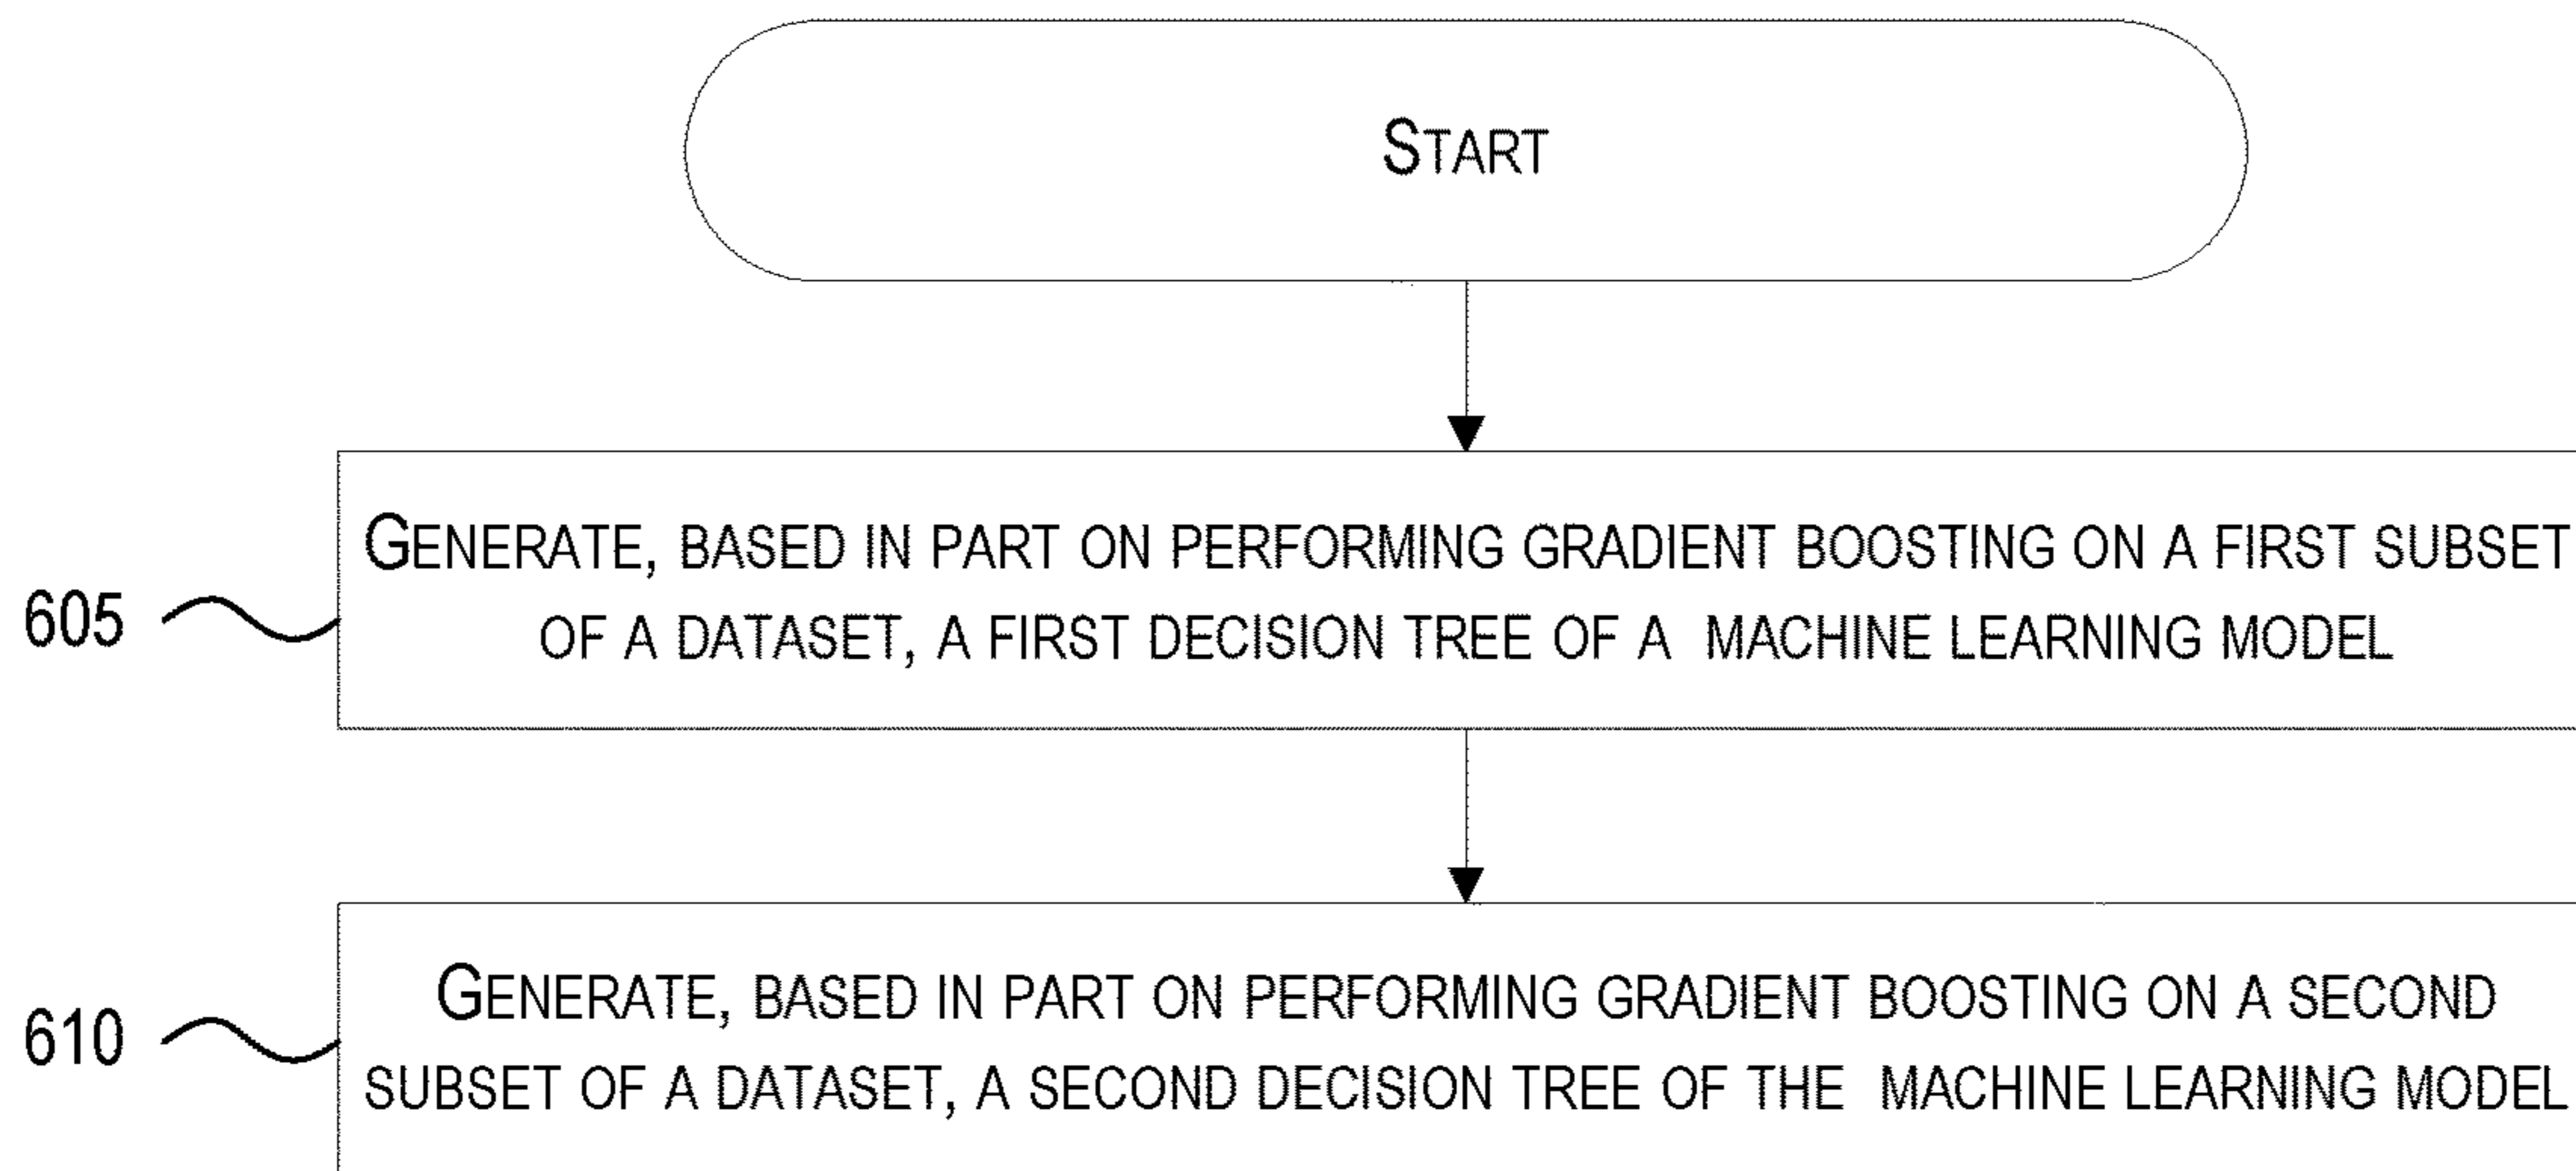 START
605
GENERATE, BASED IN PART ON PERFORMING GRADIENT BOOSTING ON A FIRST SUBSET
OF A DATASET, A FIRST DECISION TREE OF A MACHINE LEARNING MODEL
610
GENERATE, BASED IN PART ON PERFORMING GRADIENT BOOSTING ON A SECOND
SUBSET OF A DATASET, A SECOND DECISION TREE OF THE MACHINE LEARNING MODEL